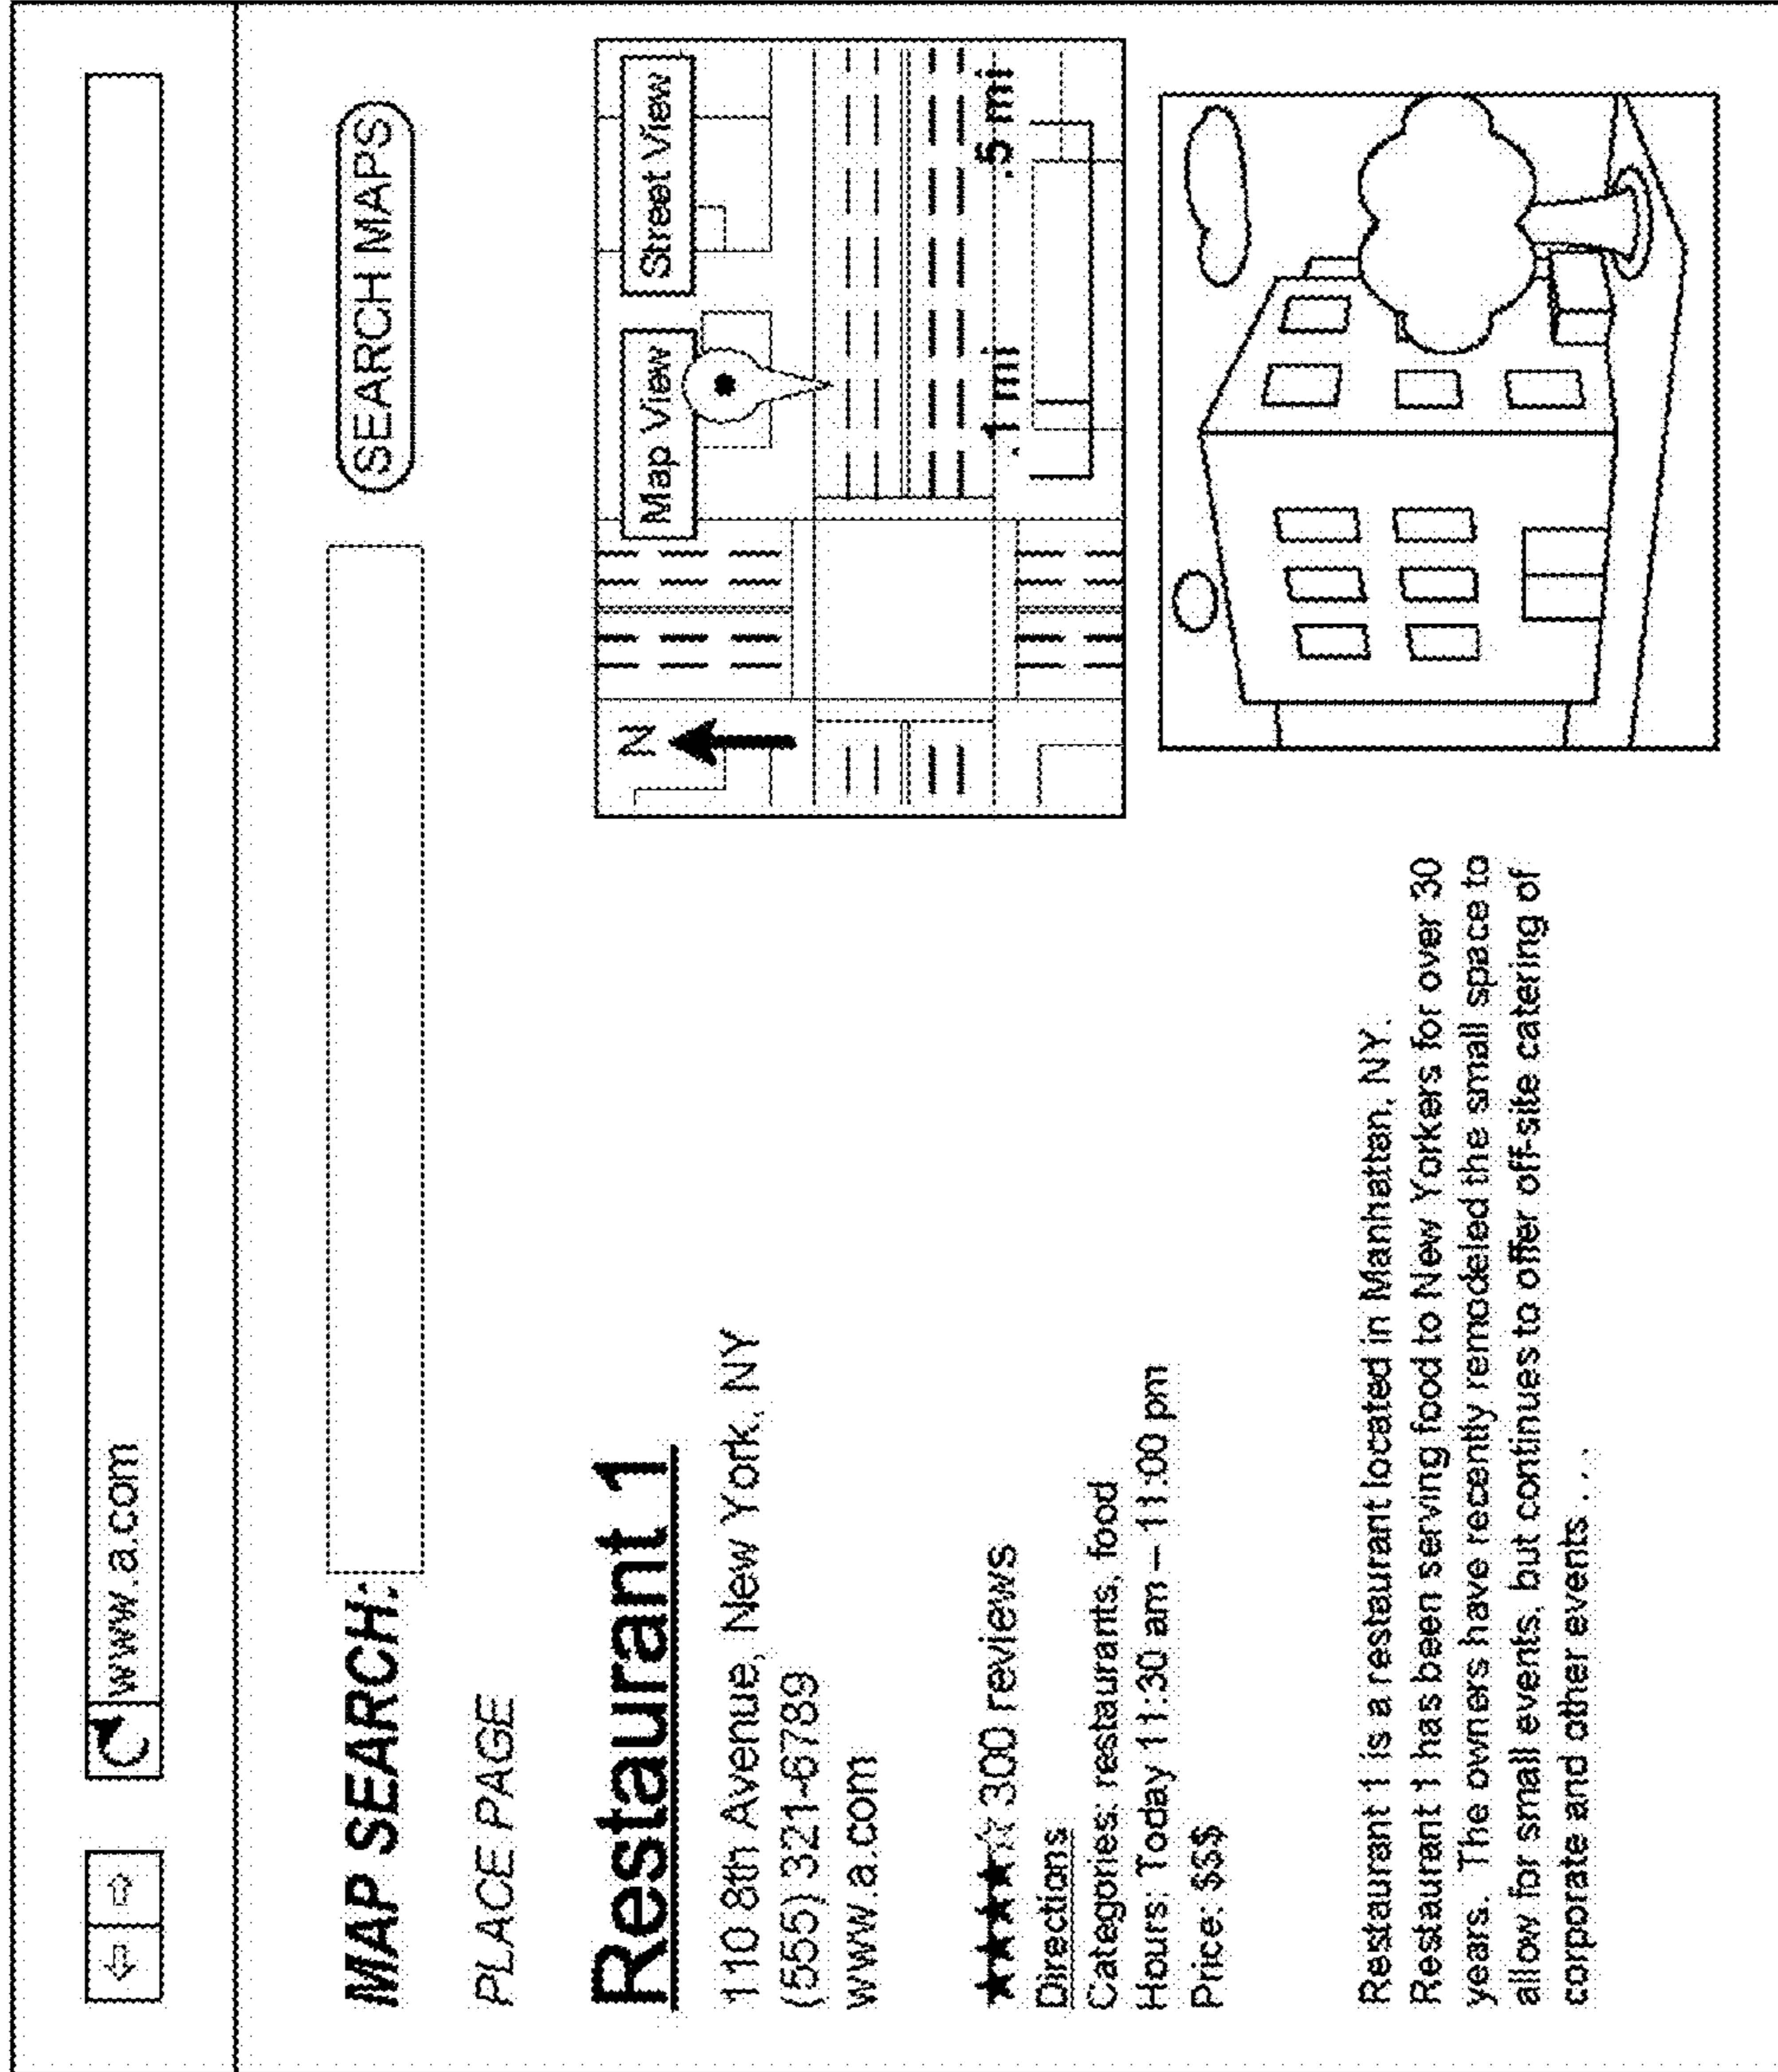 www.a.com
MAP SEARCH:
SEARCH MAPS
PLACE PAGE
Restaurant 1
110 8th Avenue, New York, NY
(555) 321-6789
www.a.com
★★★★☆ 300 reviews
Directions
Categories: restaurants, food
Hours: Today 11:30 am – 11:00 pm
Price: $$$
Restaurant 1 is a restaurant located in Manhattan, NY.
Restaurant 1 has been serving food to New Yorkers for over 30
years. The owners have recently remodeled the small space to
allow for small events, but continues to offer off-site catering of
corporate and other events . . .
N
Map View
Street View
.1 mi
.5 mi